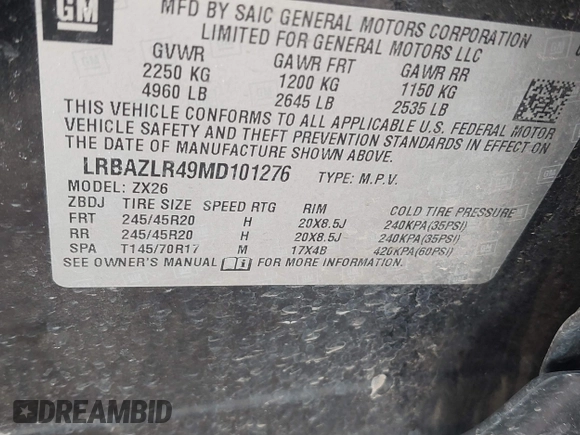 GM
MFD BY SAIC GENERAL MOTORS CORPORATION
LIMITED FOR GENERAL MOTORS LLC
GVWR GAWR FRT GAWR RR
2250 KG 1200 KG 1150 KG
4960 LB 2645 LB 2535 LB
THIS VEHICLE CONFORMS TO ALL APPLICABLE U.S. FEDERAL MOTOR
VEHICLE SAFETY AND THEFT PREVENTION STANDARDS IN EFFECT ON
THE DATE OF MANUFACTURE SHOWN ABOVE.
LRBAZLR49MD101276 TYPE: M.P.V.
MODEL: ZX26
ZBDJ TIRE SIZE SPEED RTG RIM COLD TIRE PRESSURE
FRT 245/45R20 H 20X8.5J 240KPA(35PSI)
RR 245/45R20 H 20X8.5J 240KPA(35PSI)
SPA T145/70R17 M 17X4B 420KPA(60PSI)
SEE OWNER'S MANUAL FOR MORE INFORMATION.
DREAMBID